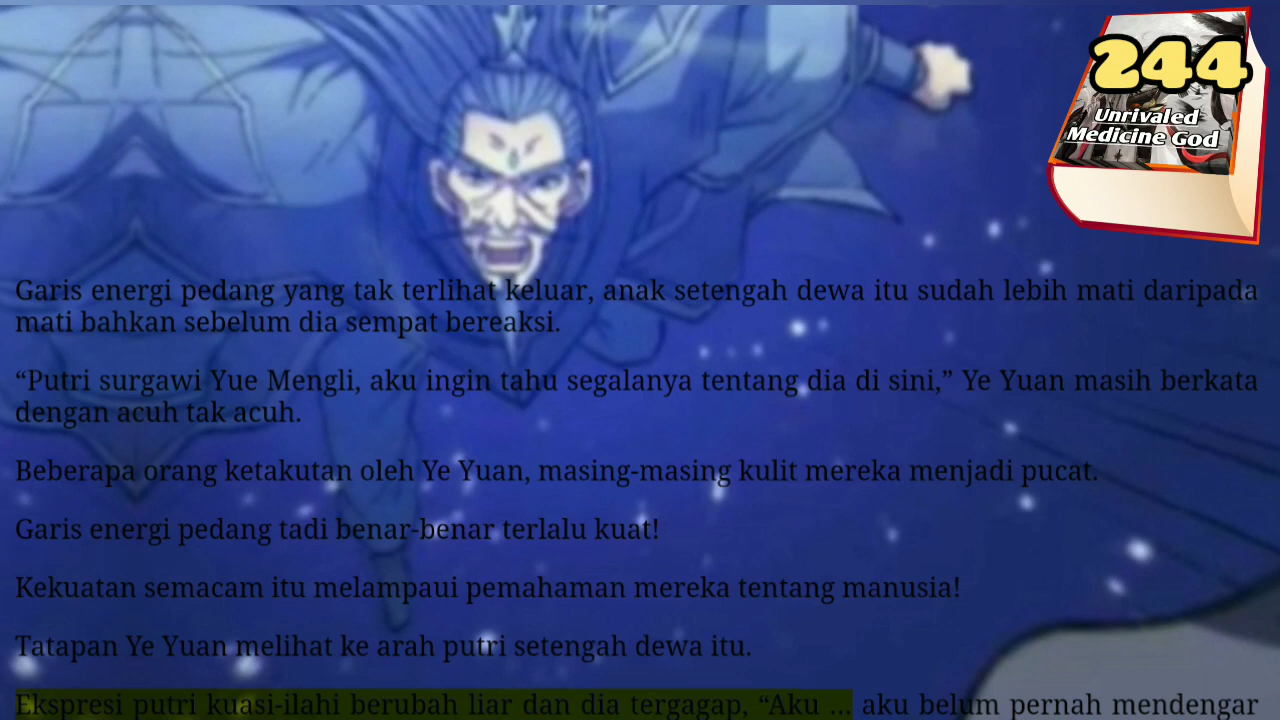 244
Unrivaled
Medicine God
Garis energi pedang yang tak terlihat keluar, anak setengah dewa itu sudah lebih mati daripada
mati bahkan sebelum dia sempat bereaksi.
“Putri surgawi Yue Mengli, aku ingin tahu segalanya tentang dia di sini,” Ye Yuan masih berkata
dengan acuh tak acuh.
Beberapa orang ketakutan oleh Ye Yuan, masing-masing kulit mereka menjadi pucat.
Garis energi pedang tadi benar-benar terlalu kuat!
Kekuatan semacam itu melampaui pemahaman mereka tentang manusia!
Tatapan Ye Yuan melihat ke arah putri setengah dewa itu.
Ekspresi putri kuasi-ilahi berubah liar dan dia tergagap, “Aku ... aku belum pernah mendengar